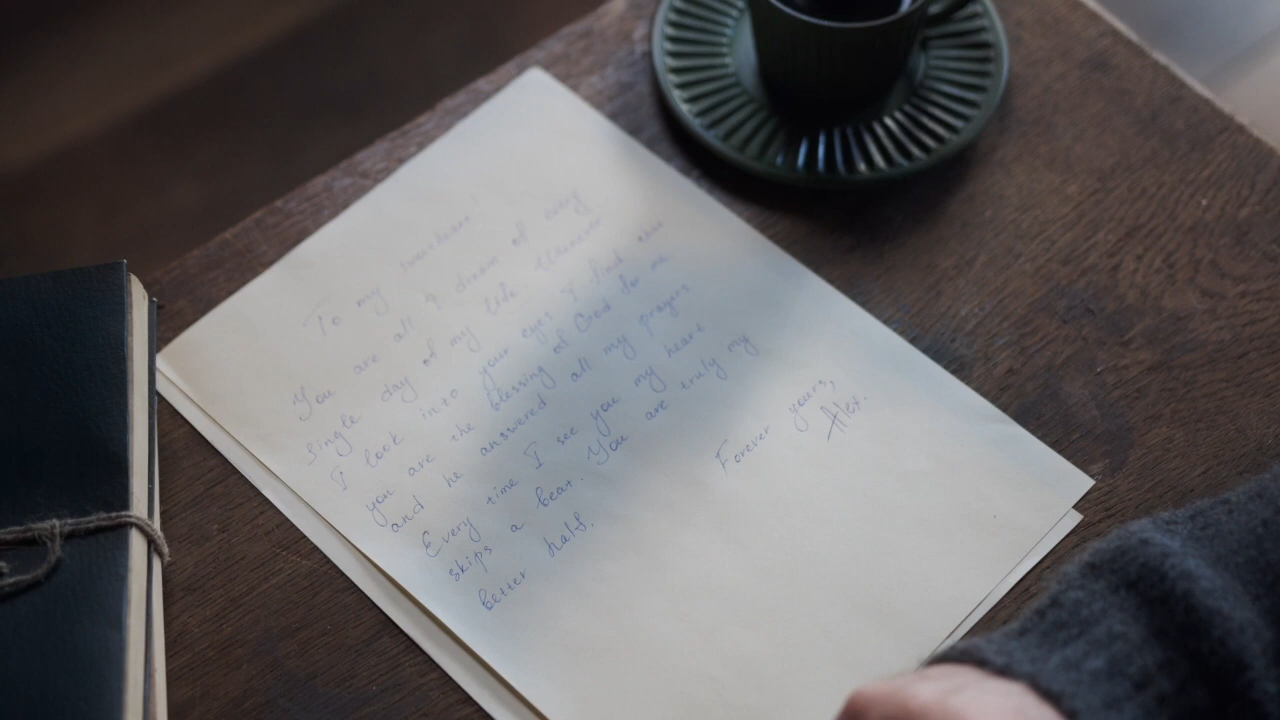 To my sweetheart!
You are all I dream of every
single day of my life. Whenever
I look into your eyes I find that
you are the blessing of God to me
and he answered all my prayers
Every time I see you my heart
skips a beat. You are truly my
better half.
Forever yours,
Alex.